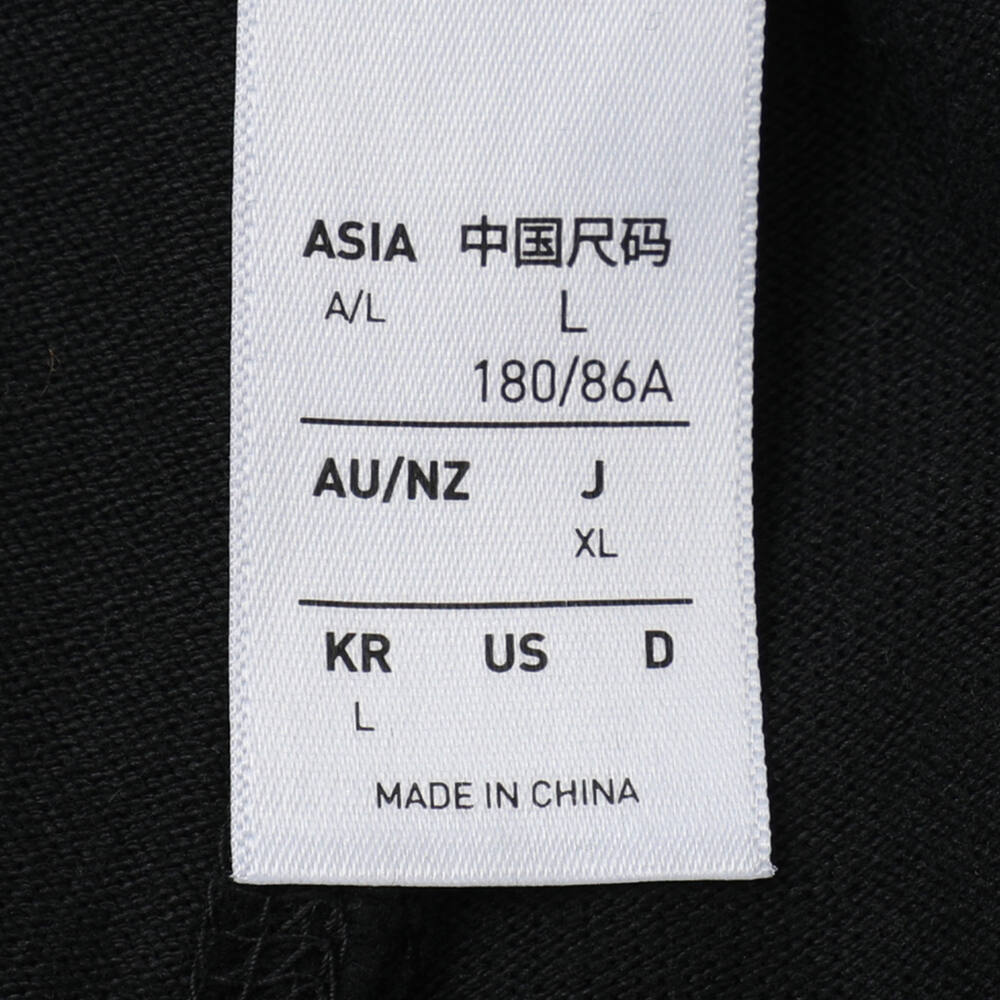 ASIA 中国尺码
A/L L
180/86A
AU/NZ J
XL
KR US D
L
MADE IN CHINA